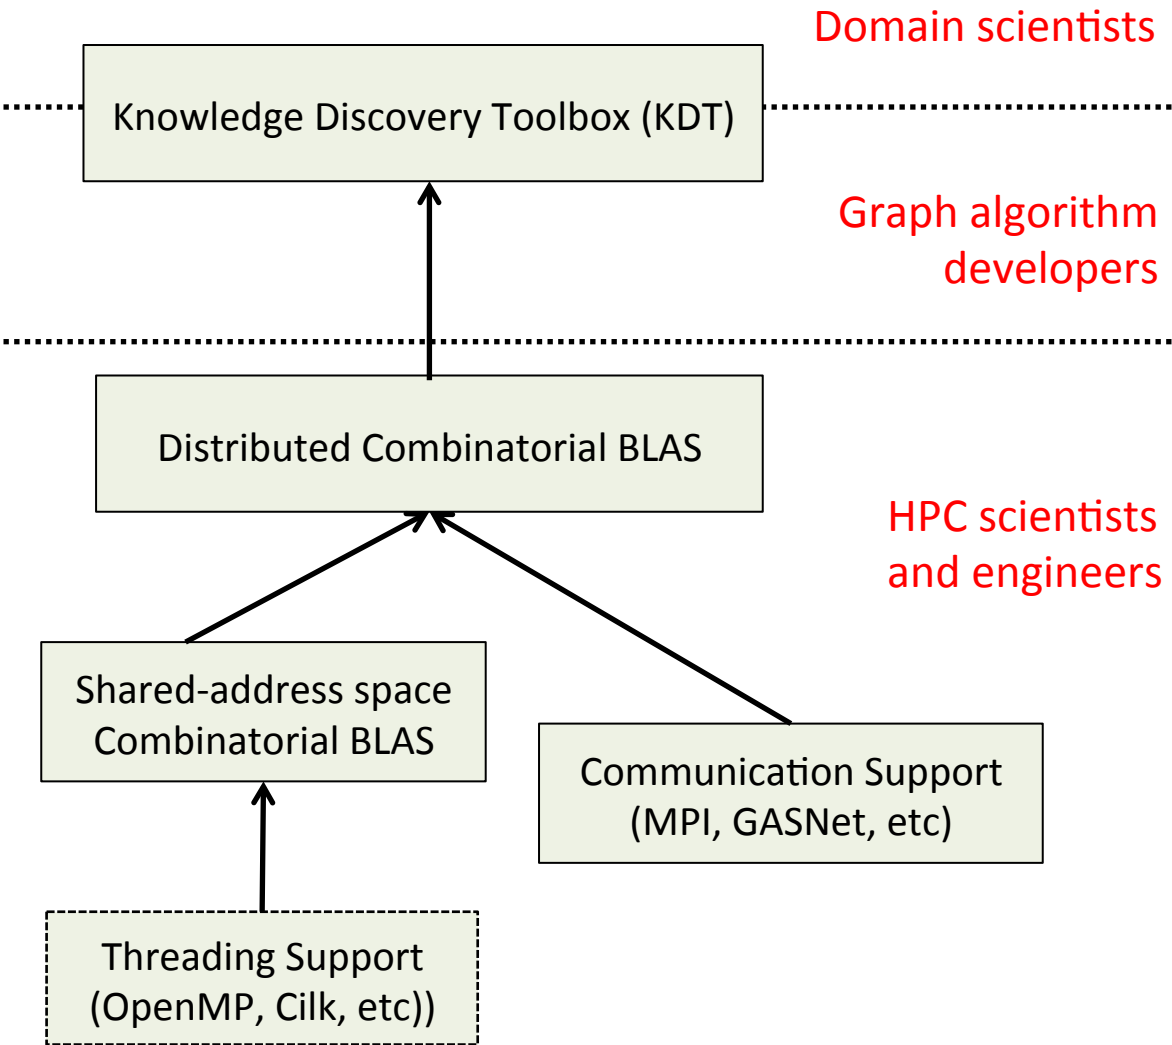 Domain scientists
Knowledge Discovery Toolbox (KDT)
Graph algorithm
developers
Distributed Combinatorial BLAS
HPC scientists
and engineers
Shared-address space
Combinatorial BLAS
Communication Support
(MPI, GASNet, etc)
Threading Support
(OpenMP, Cilk, etc))